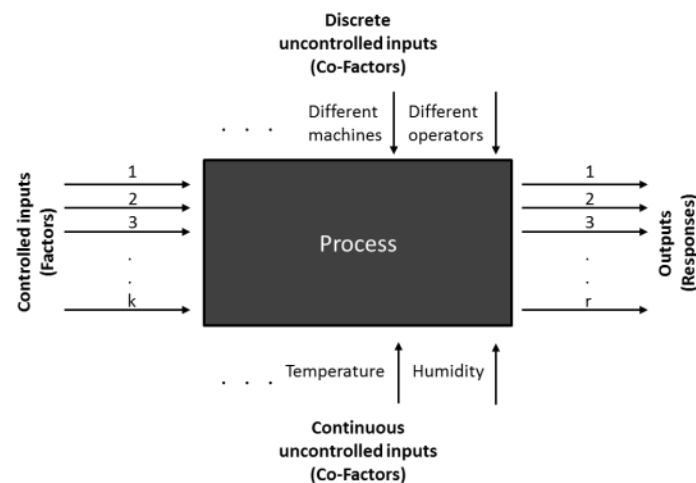 Discrete
uncontrolled inputs
(Co-Factors)
. . .
Different
machines
Different
operators
Controlled inputs
(Factors)
1
2
3
.
.
k
Process
1
2
3
.
.
r
Outputs
(Responses)
. . .
Temperature
Humidity
Continuous
uncontrolled inputs
(Co-Factors)